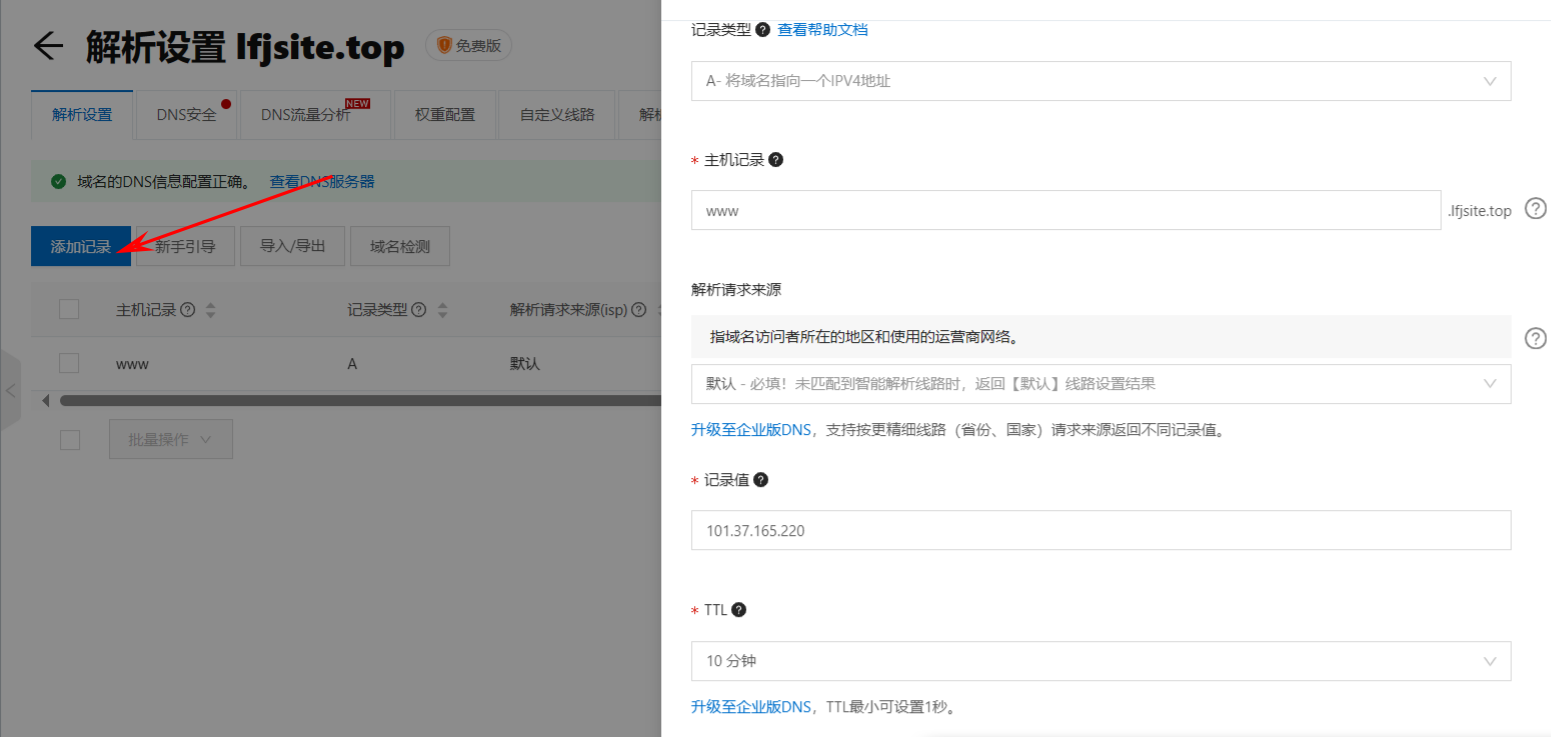 解析设置 lfjsite.top 免费版
解析设置 DNS安全 DNS流量分析 NEW 权重配置 自定义线路
域名的DNS信息配置正确。 查看DNS服务器
添加记录 新手引导 导入/导出 域名检测
主机记录 记录类型 解析请求来源(isp)
www A 默认
批量操作
记录类型 查看帮助文档
A- 将域名指向一个IPV4地址
* 主机记录
www .lfjsite.top
解析请求来源
指域名访问者所在的地区和使用的运营商网络。
默认 - 必填！未匹配到智能解析线路时，返回【默认】线路设置结果
升级至企业版DNS，支持按更精细线路（省份、国家）请求来源返回不同记录值。
* 记录值
101.37.165.220
* TTL
10 分钟
升级至企业版DNS，TTL最小可设置1秒。